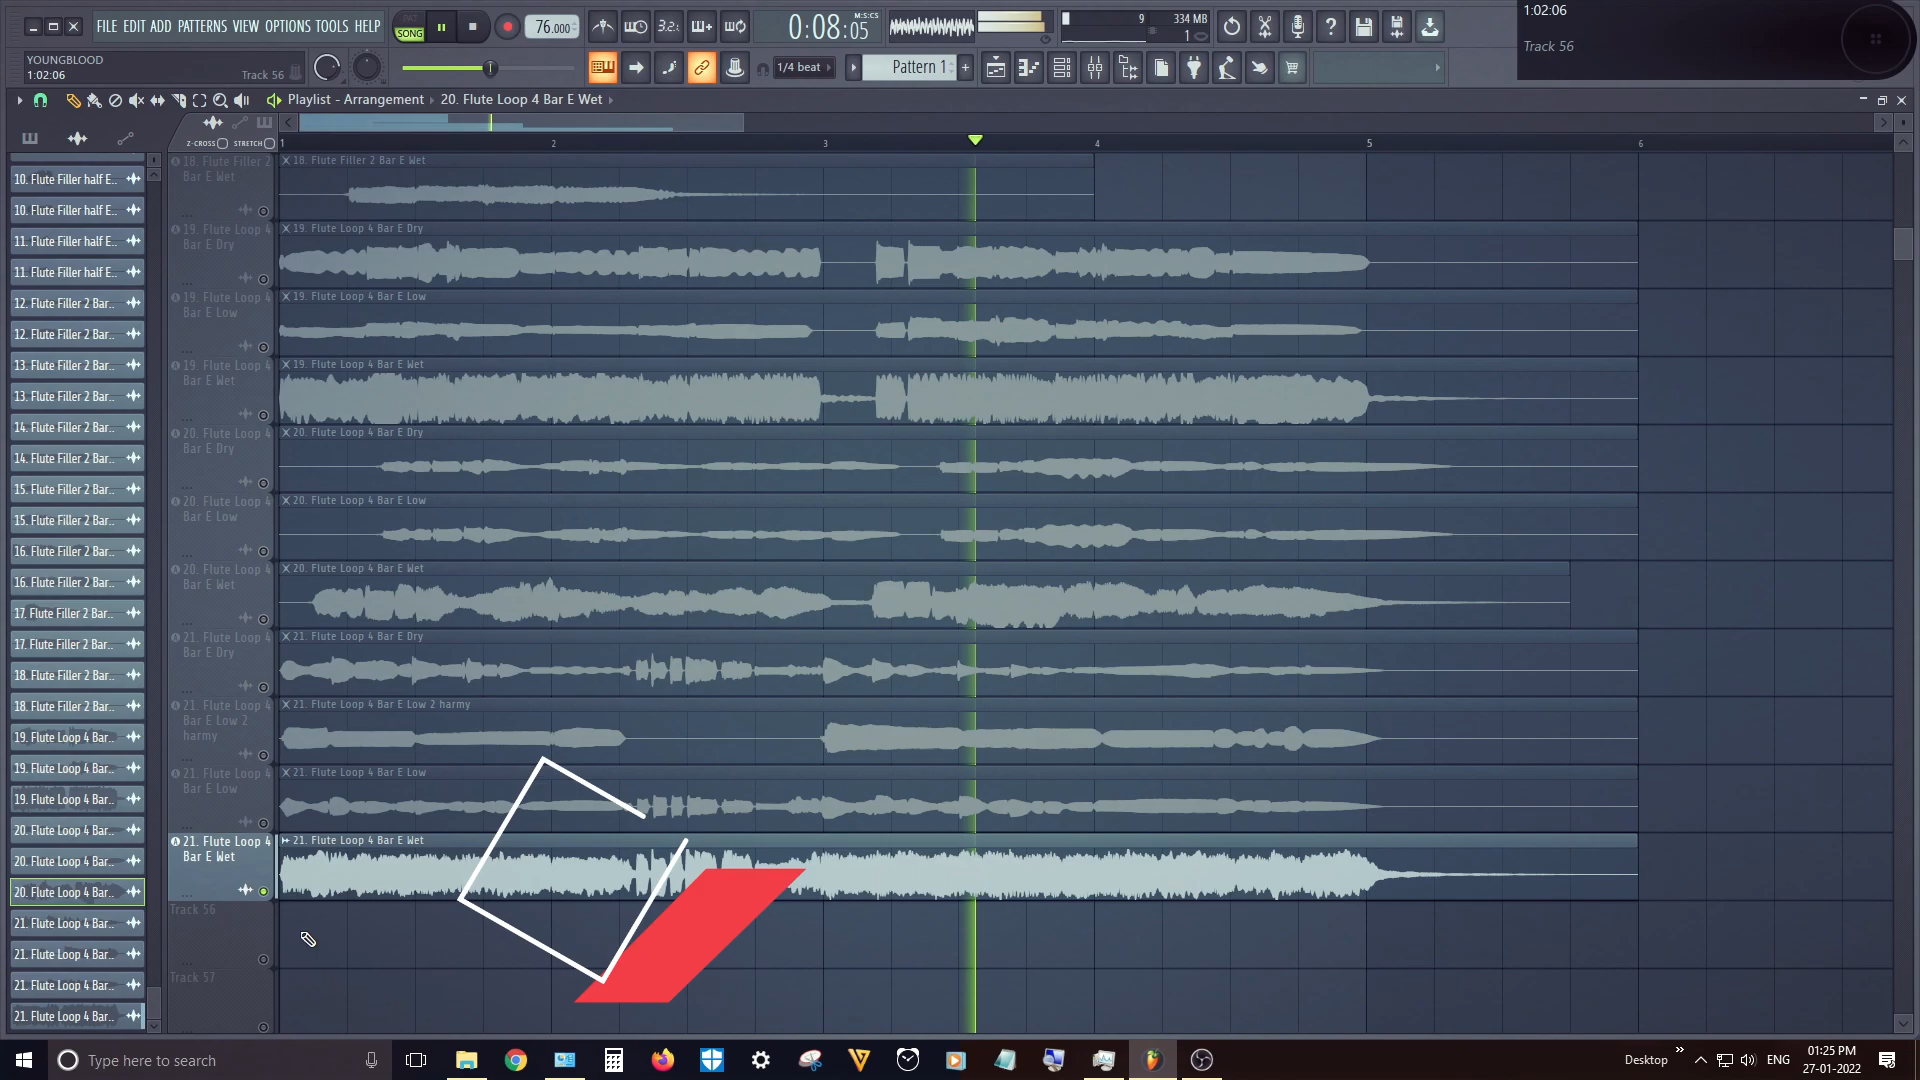 FILE EDIT ADD PATTERNS VIEW OPTIONS TOOLS HELP
PAT
SONG
76.000
3.2.
0:08:05
M:S:CS
9
334 MB
1
1:02:06
Track 56
YOUNGBLOOD
1:02:06
Track 56
1/4 beat
Pattern 1
Playlist - Arrangement
20. Flute Loop 4 Bar E Wet
Z-CROSS
STRETCH
1
2
3
4
5
6
10. Flute Filler half E..
10. Flute Filler half E..
11. Flute Filler half E..
11. Flute Filler half E..
12. Flute Filler 2 Bar..
12. Flute Filler 2 Bar..
13. Flute Filler 2 Bar..
13. Flute Filler 2 Bar..
14. Flute Filler 2 Bar..
14. Flute Filler 2 Bar..
15. Flute Filler 2 Bar..
15. Flute Filler 2 Bar..
16. Flute Filler 2 Bar..
16. Flute Filler 2 Bar..
17. Flute Filler 2 Bar..
17. Flute Filler 2 Bar..
18. Flute Filler 2 Bar..
18. Flute Filler 2 Bar..
19. Flute Loop 4 Bar..
19. Flute Loop 4 Bar..
19. Flute Loop 4 Bar..
20. Flute Loop 4 Bar..
20. Flute Loop 4 Bar..
20. Flute Loop 4 Bar..
21. Flute Loop 4 Bar..
21. Flute Loop 4 Bar..
21. Flute Loop 4 Bar..
21. Flute Loop 4 Bar..
18. Flute Filler 2
Bar E Wet
18. Flute Filler 2 Bar E Wet
19. Flute Loop 4
Bar E Dry
19. Flute Loop 4 Bar E Dry
19. Flute Loop 4
Bar E Low
19. Flute Loop 4 Bar E Low
19. Flute Loop 4
Bar E Wet
19. Flute Loop 4 Bar E Wet
20. Flute Loop 4
Bar E Dry
20. Flute Loop 4 Bar E Dry
20. Flute Loop 4
Bar E Low
20. Flute Loop 4 Bar E Low
20. Flute Loop 4
Bar E Wet
20. Flute Loop 4 Bar E Wet
21. Flute Loop 4
Bar E Dry
21. Flute Loop 4 Bar E Dry
21. Flute Loop 4
Bar E Low 2
harmy
21. Flute Loop 4 Bar E Low 2 harmy
21. Flute Loop 4
Bar E Low
21. Flute Loop 4 Bar E Low
21. Flute Loop 4
Bar E Wet
21. Flute Loop 4 Bar E Wet
Track 56
Track 57
Type here to search
Desktop
ENG
01:25 PM
27-01-2022